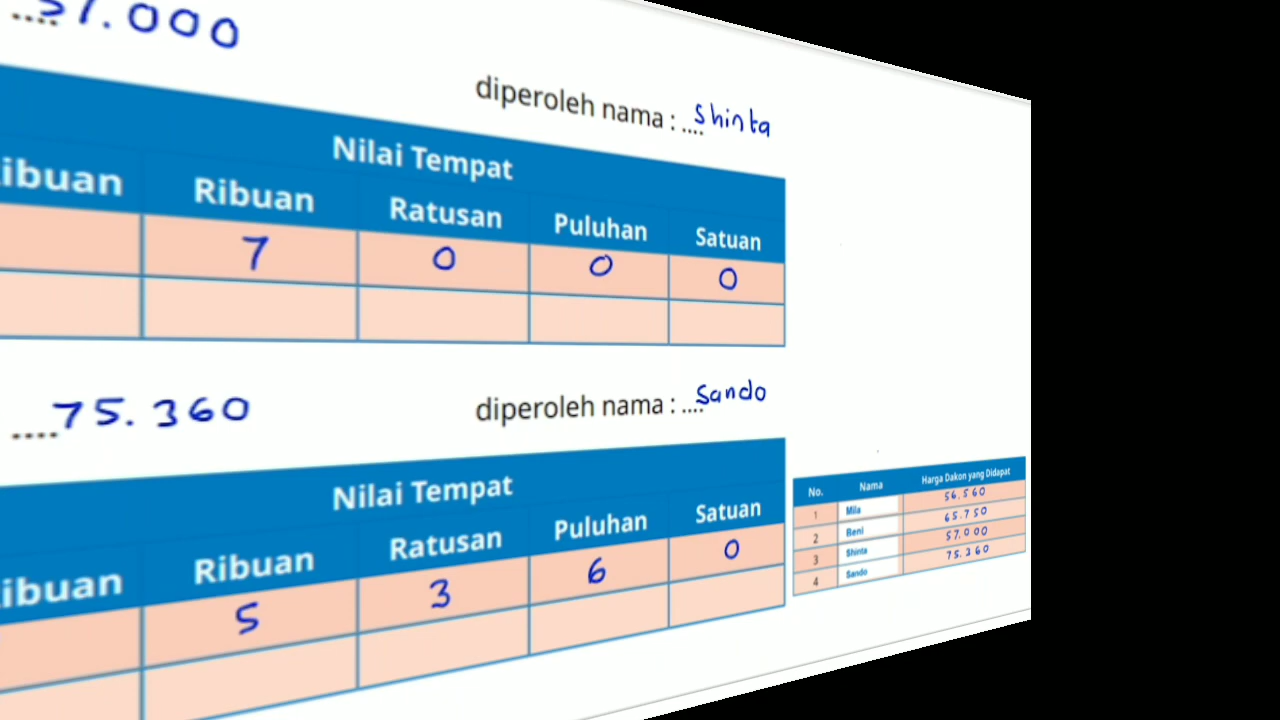 57.000
diperoleh nama : .... Shinta
Nilai Tempat
Ribuan Ratusan Puluhan Satuan
7 0 0 0
.... 75.360
diperoleh nama : .... Sando
Nilai Tempat
Ribuan Ratusan Puluhan Satuan
5 3 6 0
No. Nama Harga Dakon yang Didapat
1 Mila 56.560
2 Beni 65.750
3 Shinta 57.000
4 Sando 75.360